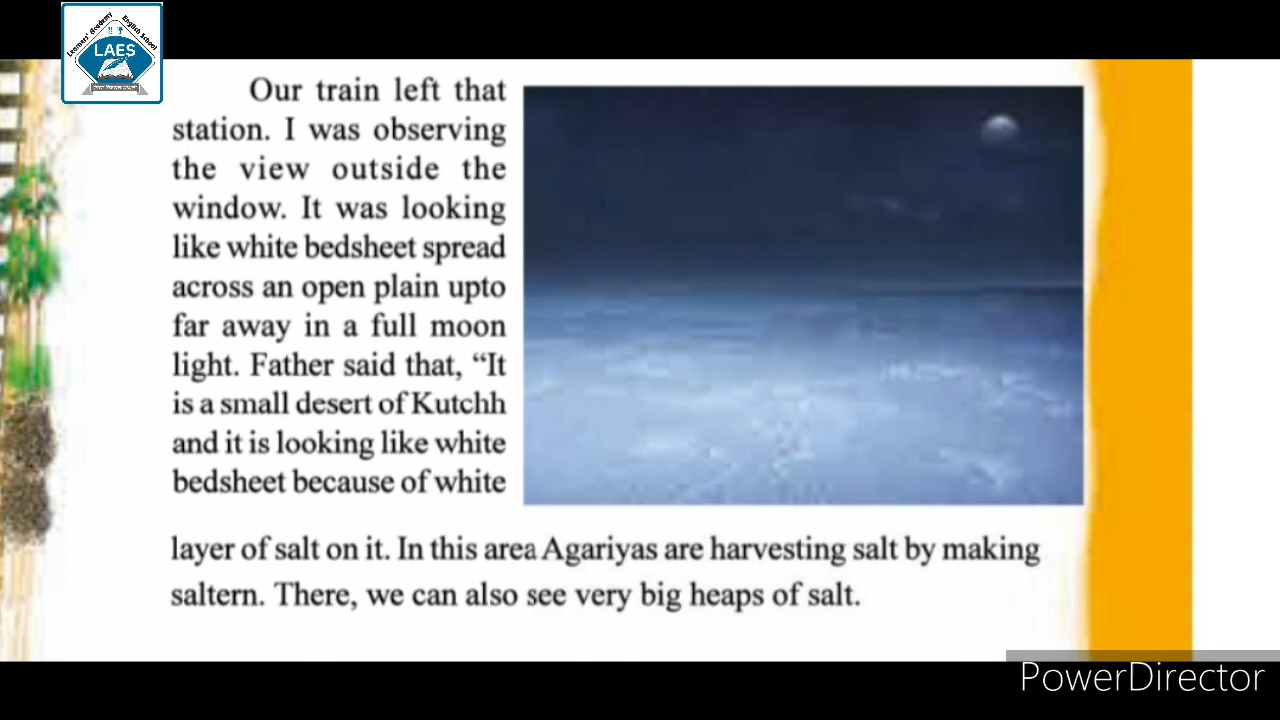 Learners' Academy English School
LAES
Our train left that
station. I was observing
the view outside the
window. It was looking
like white bedsheet spread
across an open plain upto
far away in a full moon
light. Father said that, “It
is a small desert of Kutchh
and it is looking like white
bedsheet because of white
layer of salt on it. In this area Agariyas are harvesting salt by making
saltern. There, we can also see very big heaps of salt.
PowerDirector